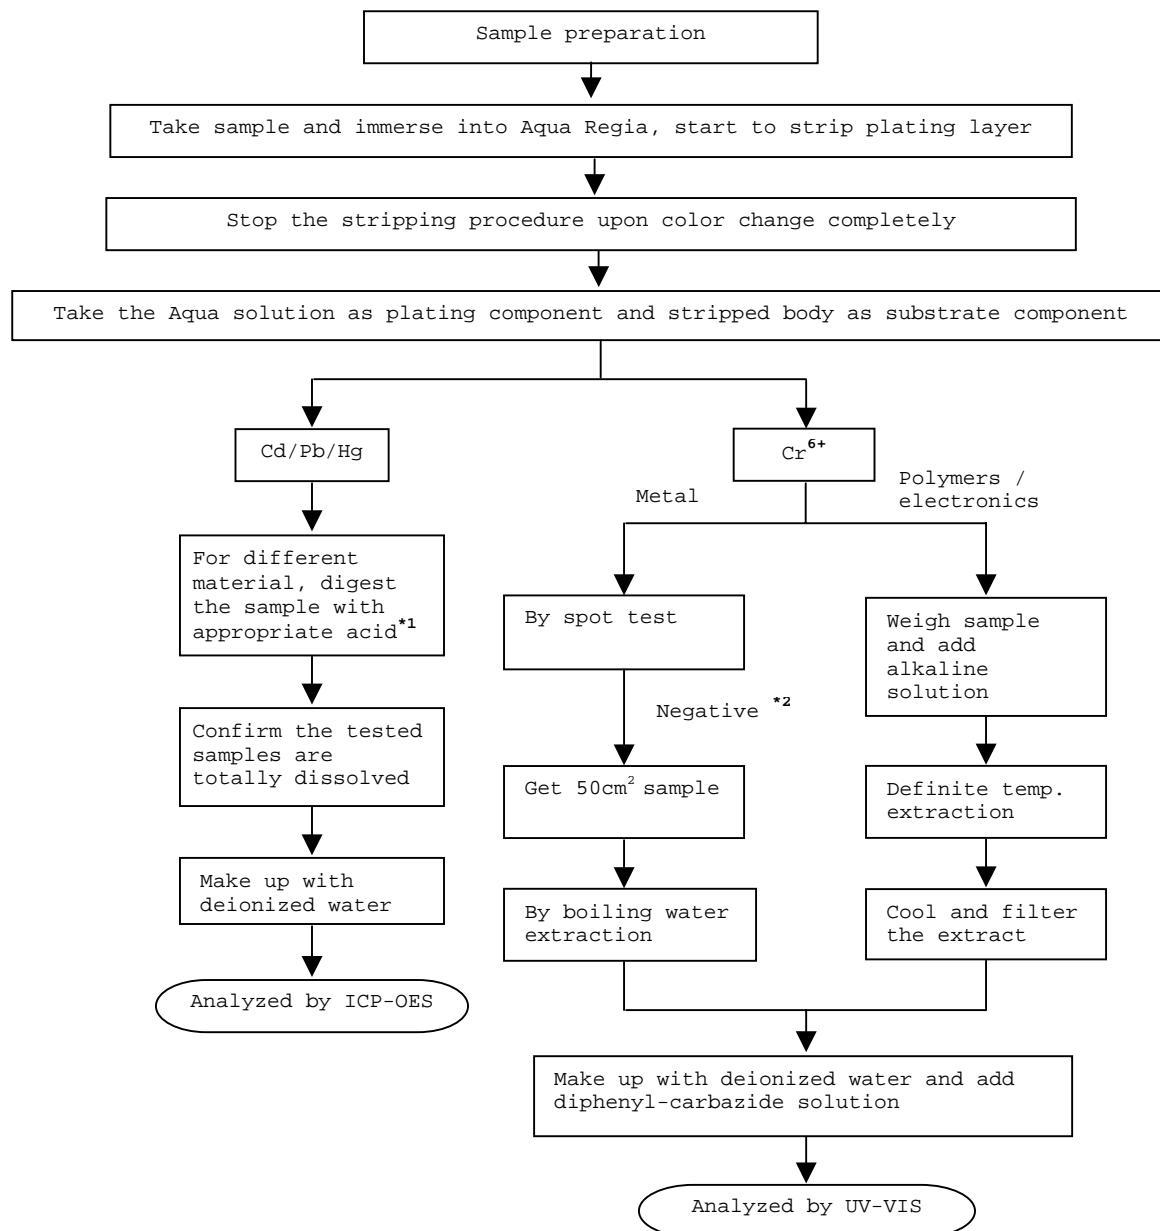 Sample preparation
Take sample and immerse into Aqua Regia, start to strip plating layer
Stop the stripping procedure upon color change completely
Take the Aqua solution as plating component and stripped body as substrate component
Cd/Pb/Hg
For different
material, digest
the sample with
appropriate acid*1
Confirm the tested
samples are
totally dissolved
Make up with
deionized water
Analyzed by ICP-OES
Cr6+
Metal
Polymers /
electronics
By spot test
Negative *2
Get 50cm2 sample
By boiling water
extraction
Weigh sample
and add
alkaline
solution
Definite temp.
extraction
Cool and filter
the extract
Make up with deionized water and add
diphenyl-carbazide solution
Analyzed by UV-VIS